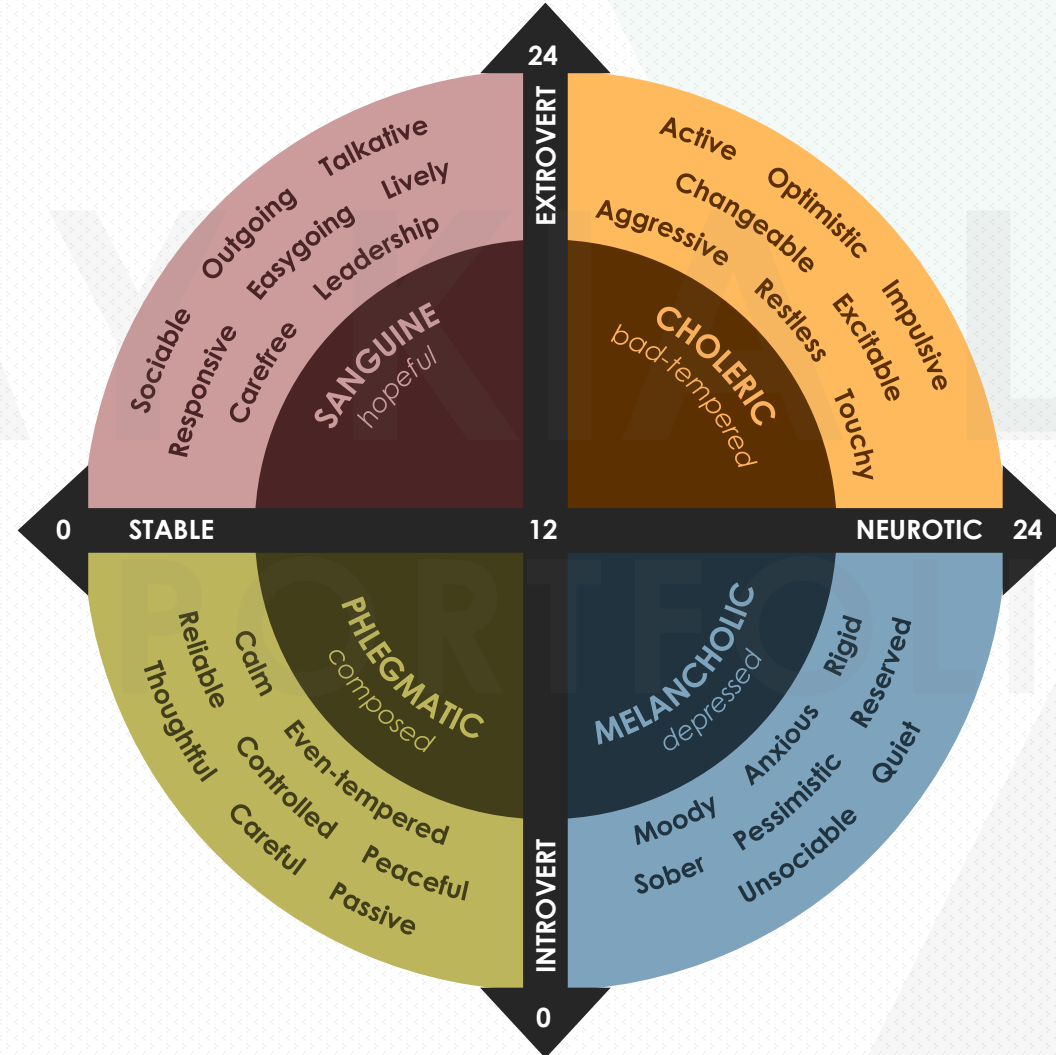 24
EXTROVERT
Talkative
Lively
Outgoing
Easygoing
Leadership
Sociable
Responsive
Carefree
SANGUINE
hopeful
Active
Optimistic
Changeable
Aggressive
Impulsive
Excitable
Restless
Touchy
CHOLERIC
bad-tempered
0
STABLE
12
NEUROTIC
24
PHLEGMATIC
composed
Calm
Reliable
Thoughtful
Even-tempered
Controlled
Careful
Peaceful
Passive
MELANCHOLIC
depressed
Rigid
Reserved
Quiet
Anxious
Pessimistic
Unsociable
Moody
Sober
INTROVERT
0